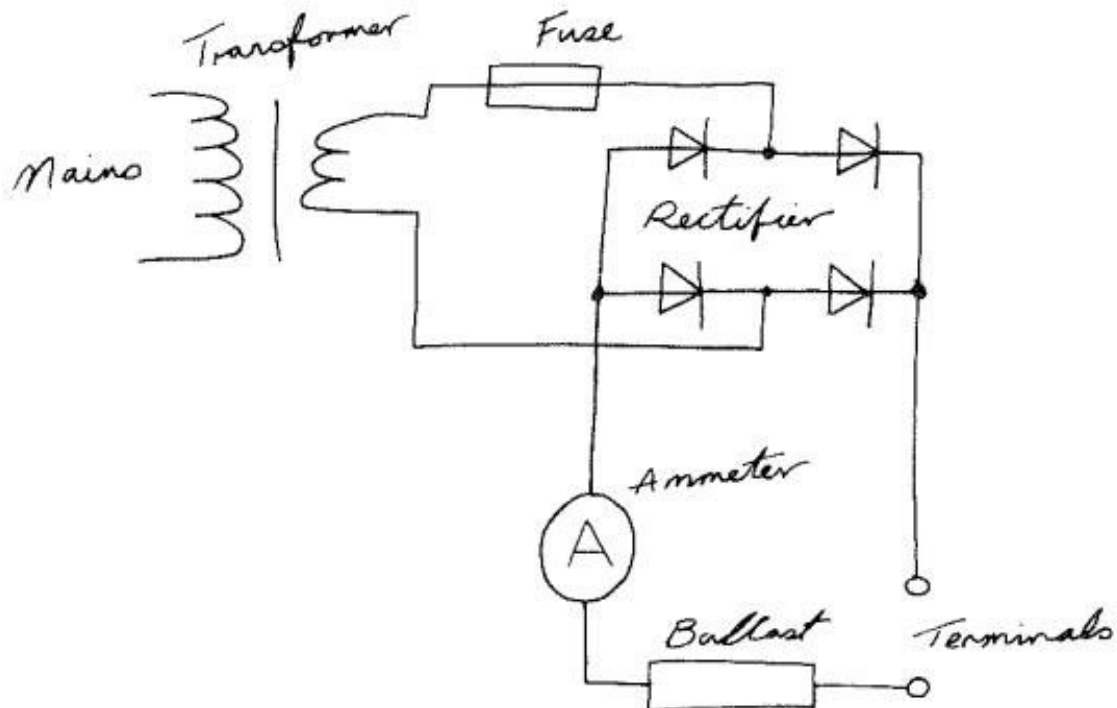 Transformer
Fuse
Mains
Rectifier
Ammeter
A
Ballast
Terminals